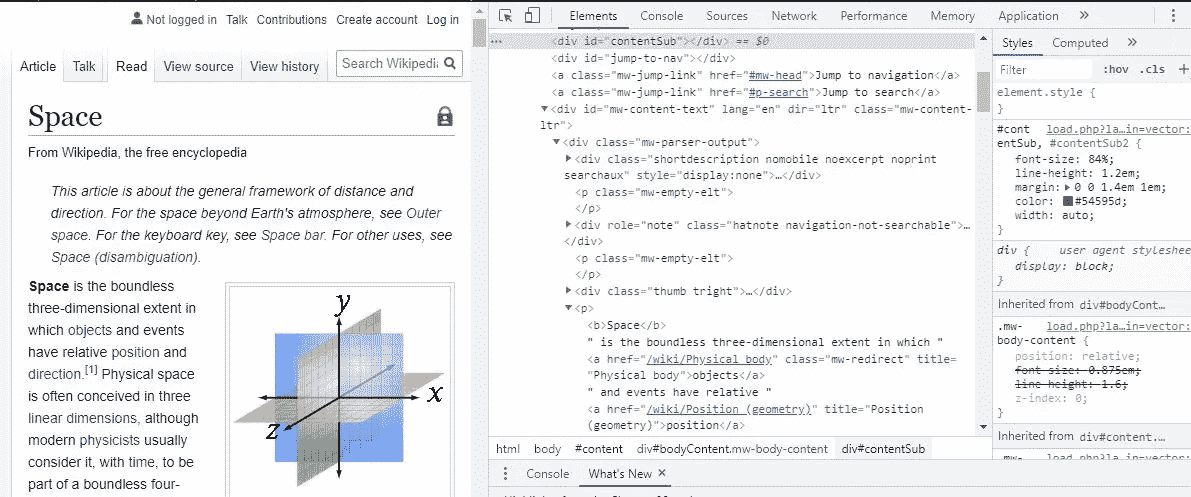 Not logged in Talk Contributions Create account Log in
Article Talk Read View source View history Search Wikipedi
Space
From Wikipedia, the free encyclopedia
This article is about the general framework of distance and
direction. For the space beyond Earth's atmosphere, see Outer
space. For the keyboard key, see Space bar. For other uses, see
Space (disambiguation).
Space is the boundless
three-dimensional extent in
which objects and events
have relative position and
direction.[1] Physical space
is often conceived in three
linear dimensions, although
modern physicists usually
consider it, with time, to be
part of a boundless four-
y
x
z
Elements Console Sources Network Performance Memory Application »
<div id="contentSub"></div> == $0
<div id="jump-to-nav"></div>
<a class="mw-jump-link" href="#mw-head">Jump to navigation</a>
<a class="mw-jump-link" href="#p-search">Jump to search</a>
▼<div id="mw-content-text" lang="en" dir="ltr" class="mw-content-
ltr">
▼<div class="mw-parser-output">
▶<div class="shortdescription nomobile noexcerpt noprint
searchaux" style="display:none">…</div>
<p class="mw-empty-elt">
</p>
▶<div role="note" class="hatnote navigation-not-searchable">…
</div>
<p class="mw-empty-elt">
</p>
▶<div class="thumb tright">…</div>
▼<p>
<b>Space</b>
" is the boundless three-dimensional extent in which "
<a href="/wiki/Physical_body" class="mw-redirect" title=
"Physical body">objects</a>
" and events have relative "
<a href="/wiki/Position_(geometry)" title="Position
(geometry)">position</a>
html body #content div#bodyContent.mw-body-content div#contentSub
Console What's New ×
Styles Computed »
Filter :hov .cls +
element.style {
}
#cont load.php?la…in=vector:
entSub, #contentSub2 {
font-size: 84%;
line-height: 1.2em;
margin:▶0 0 1.4em 1em;
color: #54595d;
width: auto;
}
div { user agent styleshee
display: block;
}
Inherited from div#bodyCont…
.mw- load.php?la…in=vector:
body-content {
position: relative;
font-size: 0.875em;
line-height: 1.6;
z-index: 0;
}
Inherited from div#content.…